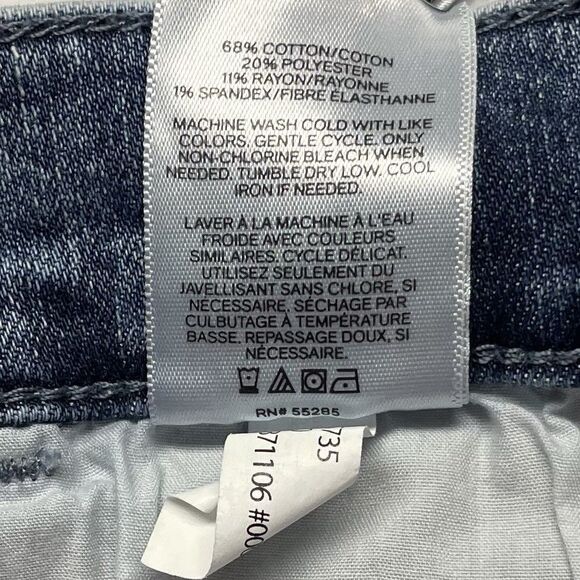 68% COTTON/COTON
20% POLYESTER
11% RAYON/RAYONNE
1% SPANDEX/FIBRE ÉLASTHANNE
MACHINE WASH COLD WITH LIKE
COLORS. GENTLE CYCLE. ONLY
NON-CHLORINE BLEACH WHEN
NEEDED. TUMBLE DRY LOW. COOL
IRON IF NEEDED.
LAVER À LA MACHINE À L'EAU
FROIDE AVEC COULEURS
SIMILAIRES. CYCLE DÉLICAT.
UTILISEZ SEULEMENT DU
JAVELLISANT SANS CHLORE, SI
NECESSAIRE. SÉCHAGE PAR
CULBUTAGE À TEMPÉRATURE
BASSE. REPASSAGE DOUX, SI
NÉCESSAIRE.
RN# 55285
735
71106 #00